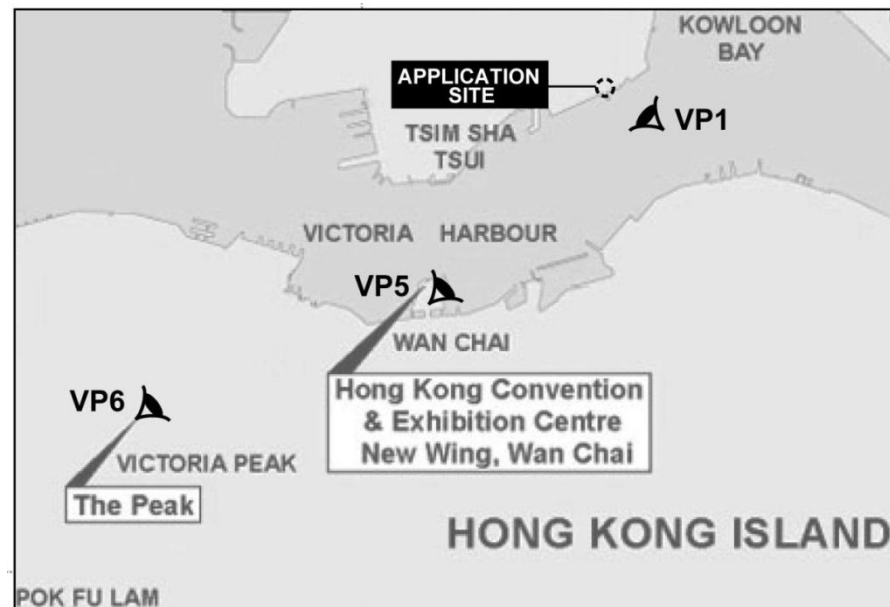 KOWLOON
BAY
APPLICATION
SITE
VP1
TSIM SHA
TSUI
VICTORIA HARBOUR
VP5
WAN CHAI
Hong Kong Convention
& Exhibition Centre
New Wing, Wan Chai
VP6
VICTORIA PEAK
The Peak
HONG KONG ISLAND
POK FU LAM